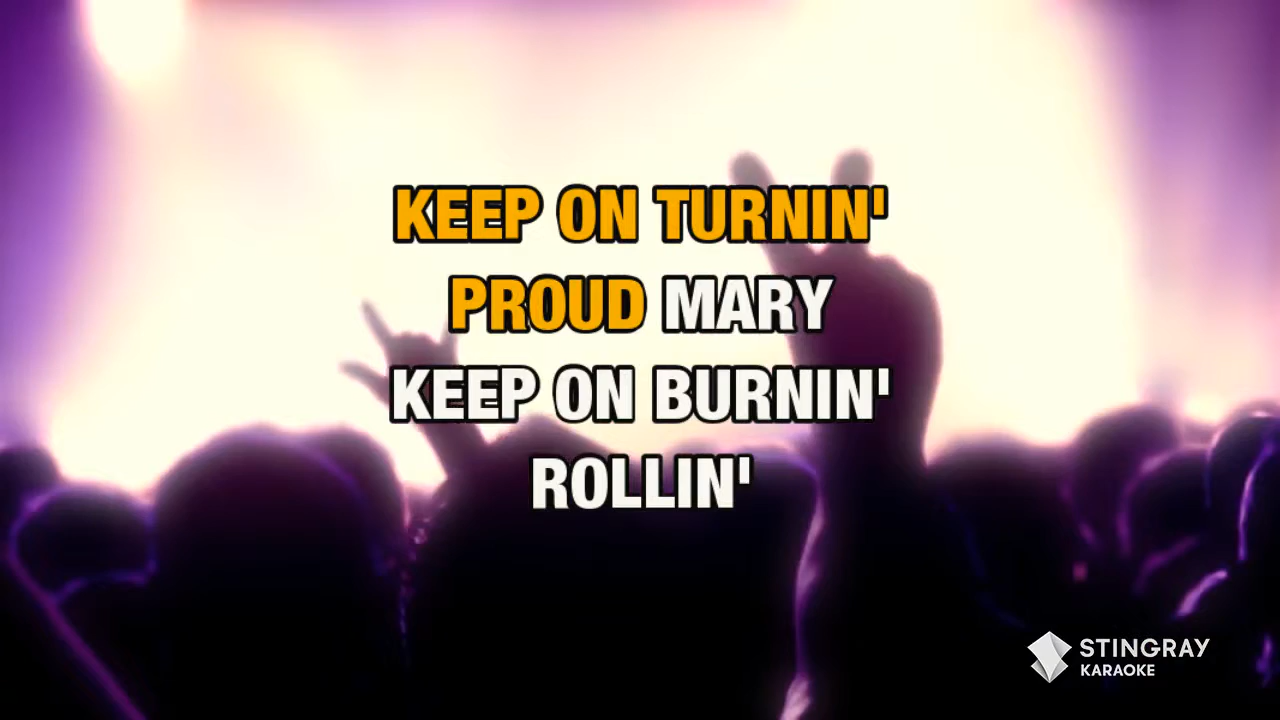 KEEP ON TURNIN'
PROUD MARY
KEEP ON BURNIN'
ROLLIN'
STINGRAY
KARAOKE